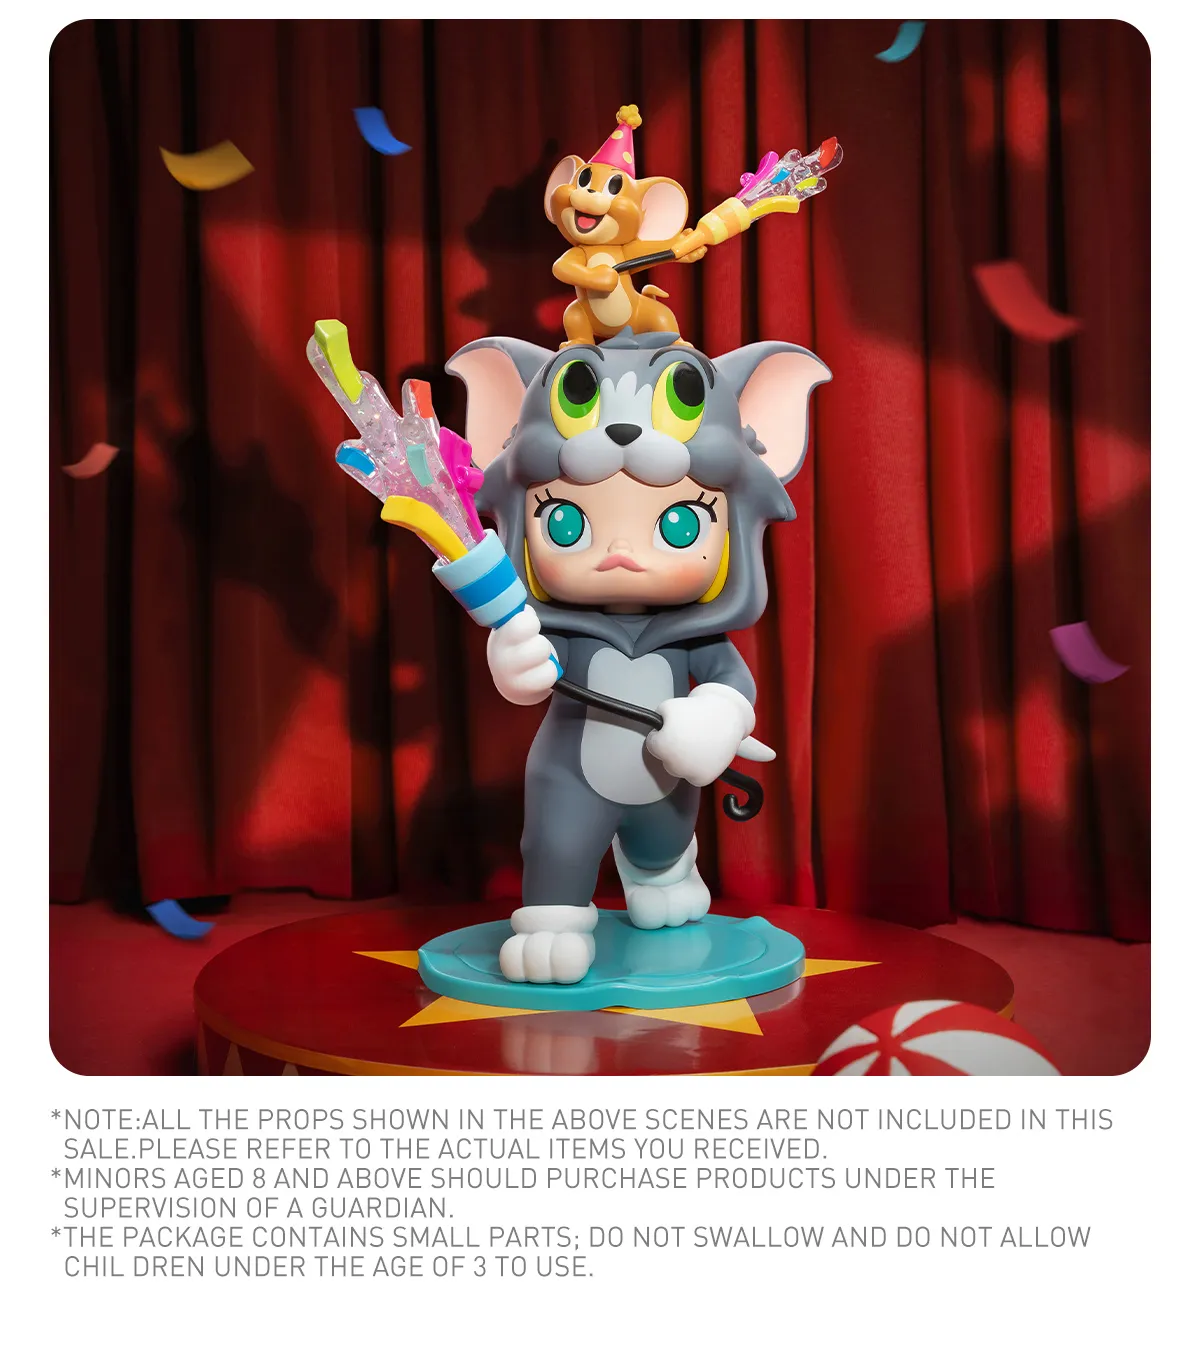 *NOTE:ALL THE PROPS SHOWN IN THE ABOVE SCENES ARE NOT INCLUDED IN THIS
SALE.PLEASE REFER TO THE ACTUAL ITEMS YOU RECEIVED.
*MINORS AGED 8 AND ABOVE SHOULD PURCHASE PRODUCTS UNDER THE
SUPERVISION OF A GUARDIAN.
*THE PACKAGE CONTAINS SMALL PARTS; DO NOT SWALLOW AND DO NOT ALLOW
CHIL DREN UNDER THE AGE OF 3 TO USE.